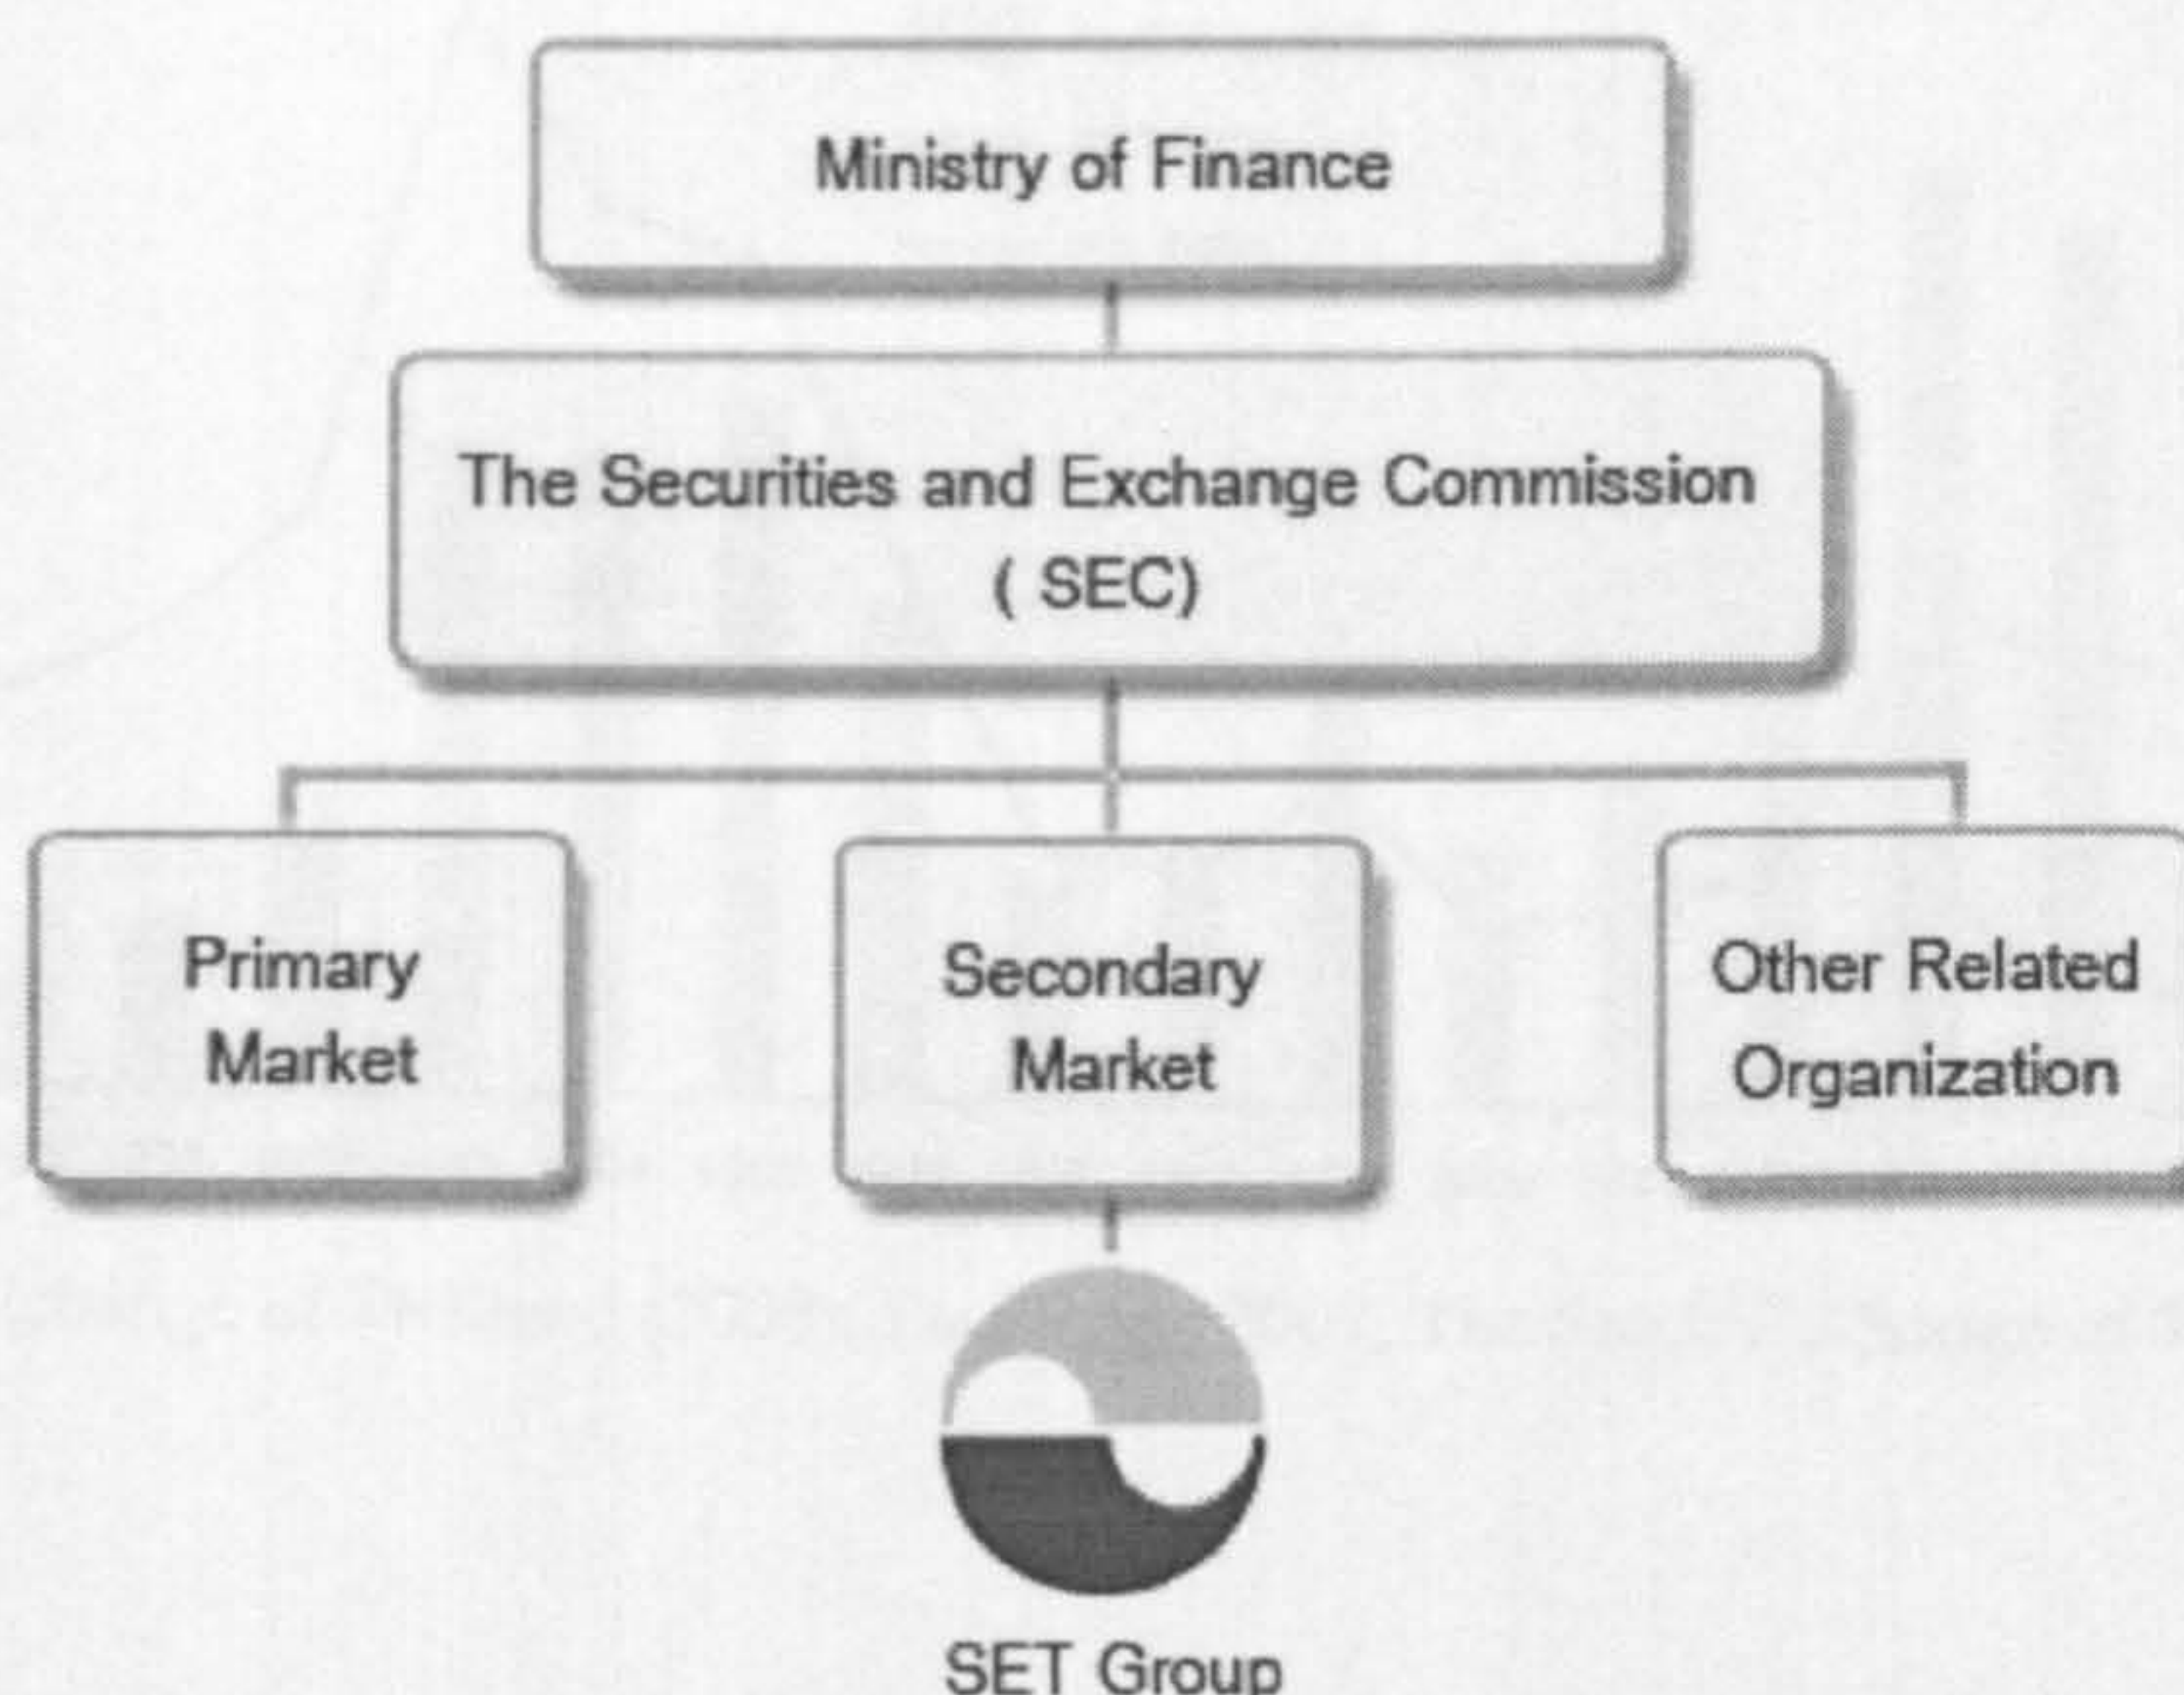 Ministry of Finance
The Securities and Exchange Commission
( SEC)
Primary
Market
Secondary
Market
Other Related
Organization
SET Group